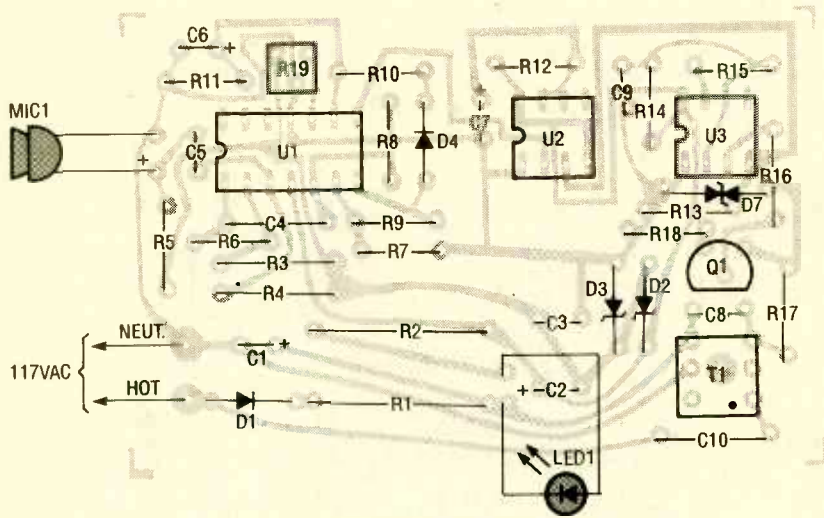 C6
+
R11
R19
R10
R12
C9
R14
R15
MIC1
+
C5
U1
R8
D4
+
C7
U2
U3
R16
D7
R5
C4
R6
R9
R13
R18
R3
R7
Q1
R4
D3
D2
R17
NEUT.
R2
C3
C8
C1
+
117VAC
HOT
D1
R1
+
C2
T1
C10
LED1